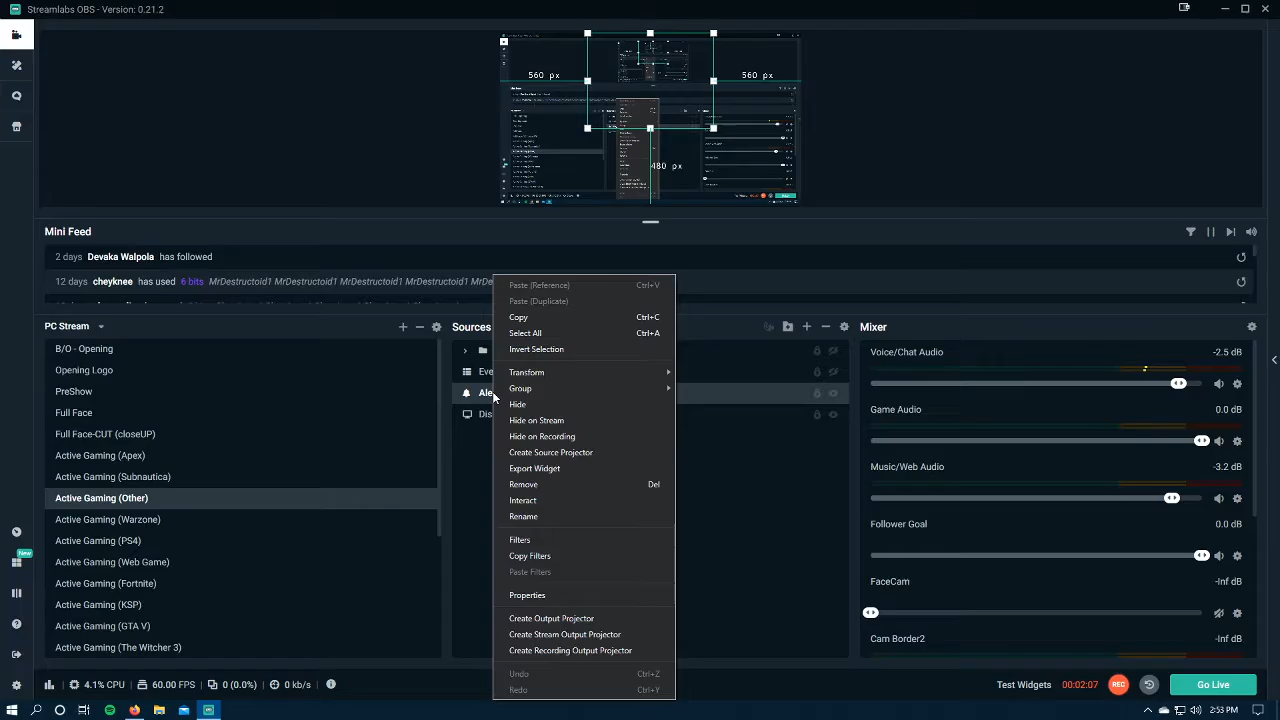 Streamlabs OBS - Version: 0.21.2
560 px
560 px
480 px
Mini Feed
2 days Devaka Walpola has followed
12 days cheyknee has used 6 bits MrDestructoid1 MrDestructoid1 MrDestructoid1 MrDestructoid1 MrDes
PC Stream
B/O - Opening
Opening Logo
PreShow
Full Face
Full Face-CUT (closeUP)
Active Gaming (Apex)
Active Gaming (Subnautica)
Active Gaming (Other)
Active Gaming (Warzone)
Active Gaming (PS4)
Active Gaming (Web Game)
Active Gaming (Fortnite)
Active Gaming (KSP)
Active Gaming (GTA V)
Active Gaming (The Witcher 3)
Sources
Eve
Ale
Dis
Paste (Reference) Ctrl+V
Paste (Duplicate)
Copy Ctrl+C
Select All Ctrl+A
Invert Selection
Transform
Group
Hide
Hide on Stream
Hide on Recording
Create Source Projector
Export Widget
Remove Del
Interact
Rename
Filters
Copy Filters
Paste Filters
Properties
Create Output Projector
Create Stream Output Projector
Create Recording Output Projector
Undo Ctrl+Z
Redo Ctrl+Y
Mixer
Voice/Chat Audio -2.5 dB
Game Audio 0.0 dB
Music/Web Audio -3.2 dB
Follower Goal 0.0 dB
FaceCam -Inf dB
Cam Border2 -Inf dB
New
4.1% CPU 60.00 FPS 0 (0.0%) 0 kb/s
Test Widgets 00:02:07 REC Go Live
2:53 PM